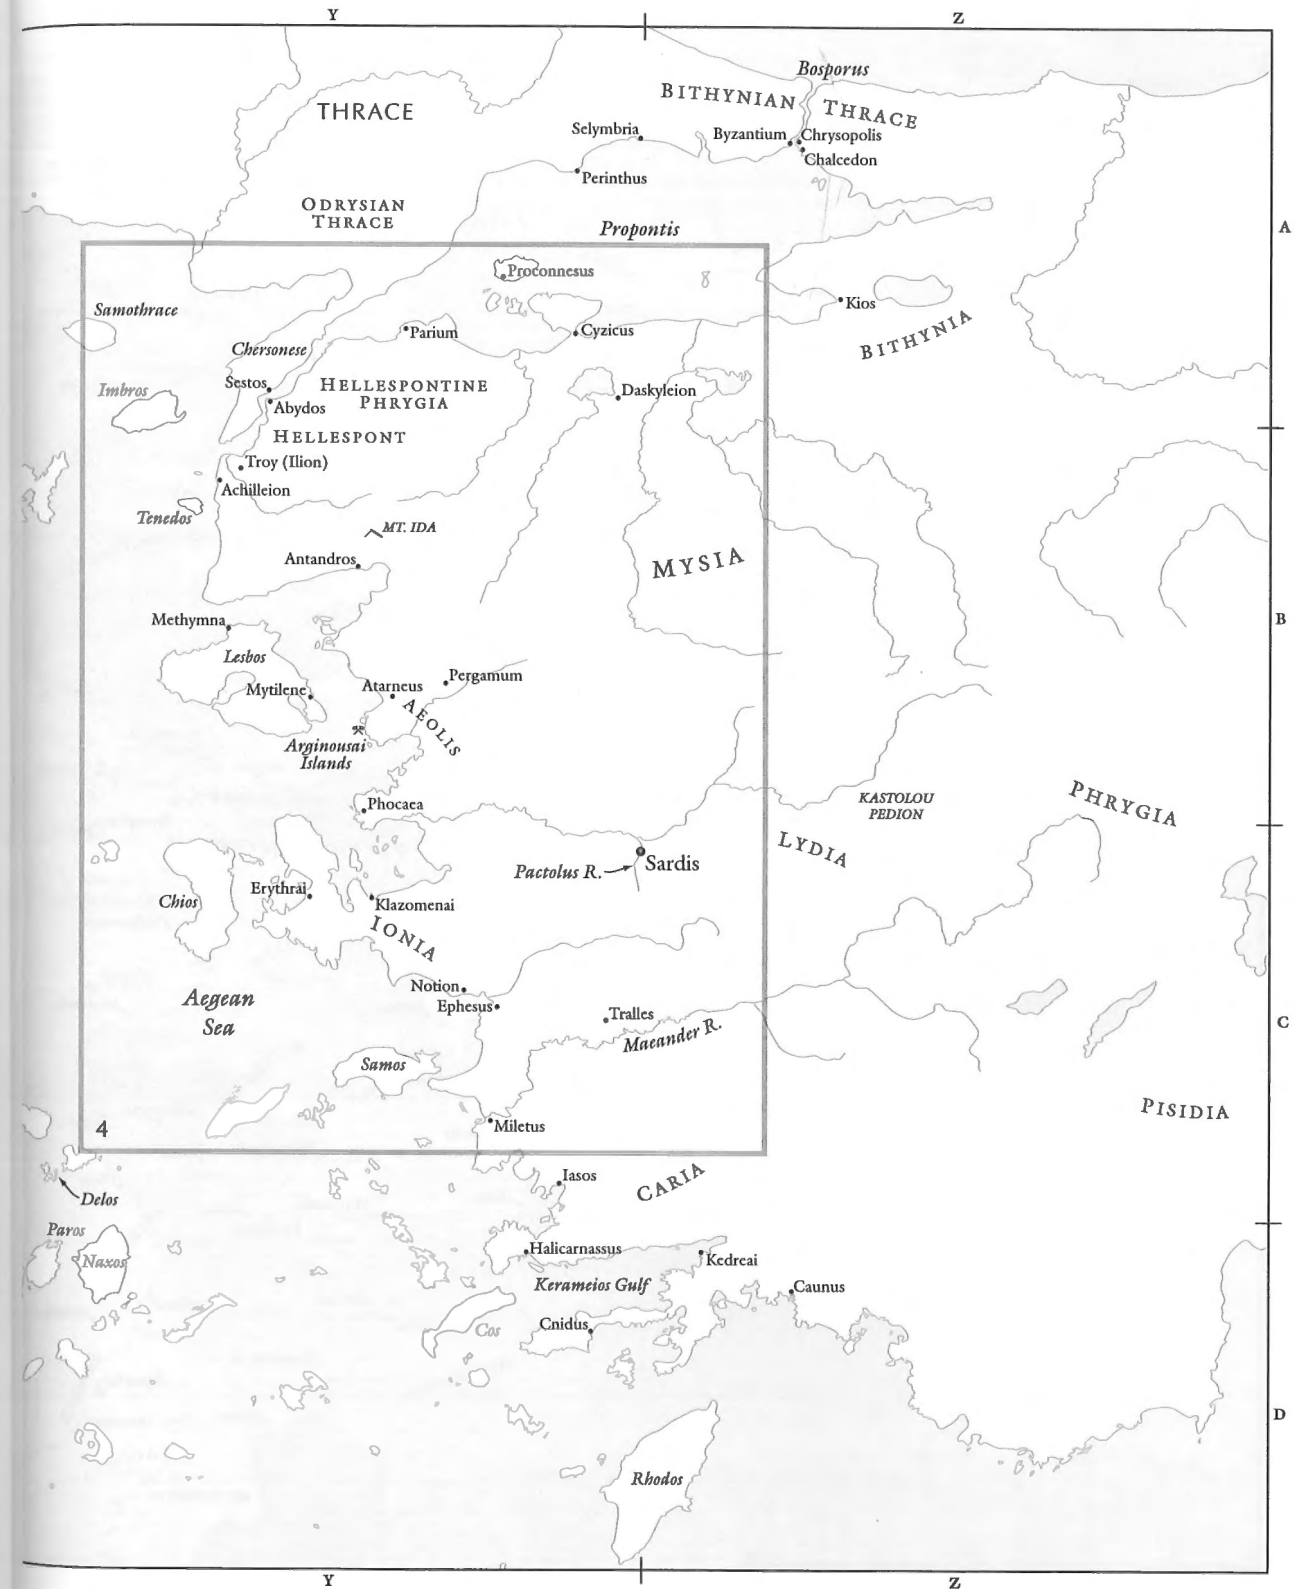 Y
Z
Bosporus
BITHYNIAN THRACE
THRACE
Selymbria
Byzantium
Chrysopolis
Chalcedon
Perinthus
ODRYSIAN
THRACE
Propontis
A
Proconnesus
8
Samothrace
Kios
Parium
Cyzicus
BITHYNIA
Chersonese
Sestos
HELLESPONTINE
PHRYGIA
Imbros
Daskyleion
Abydos
HELLESPONT
Troy (Ilion)
Achilleion
Tenedos
MT. IDA
Antandros
MYSIA
Methymna
B
Lesbos
Mytilene
Atarneus
Pergamum
AEOLIS
Arginousai
Islands
Phocaea
KASTOLOU
PEDION
PHRYGIA
LYDIA
Pactolus R.
Sardis
Erythrai
Chios
Klazomenai
IONIA
Notion
Ephesus
Aegean
Sea
Tralles
Maeander R.
C
Samos
PISIDIA
4
Miletus
Iasos
CARIA
Delos
Paros
Naxos
Halicarnassus
Kedreai
Kerameios Gulf
Caunus
Cos
Cnidus
D
Rhodos
Y
Z